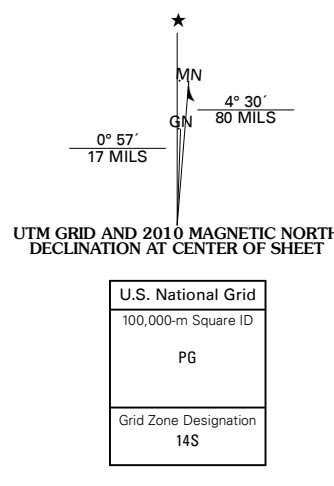 MN
4° 30´
80 MILS
GN
0° 57´
17 MILS
UTM GRID AND 2010 MAGNETIC NORTH
DECLINATION AT CENTER OF SHEET
U.S. National Grid
100,000-m Square ID
PG
Grid Zone Designation
14S